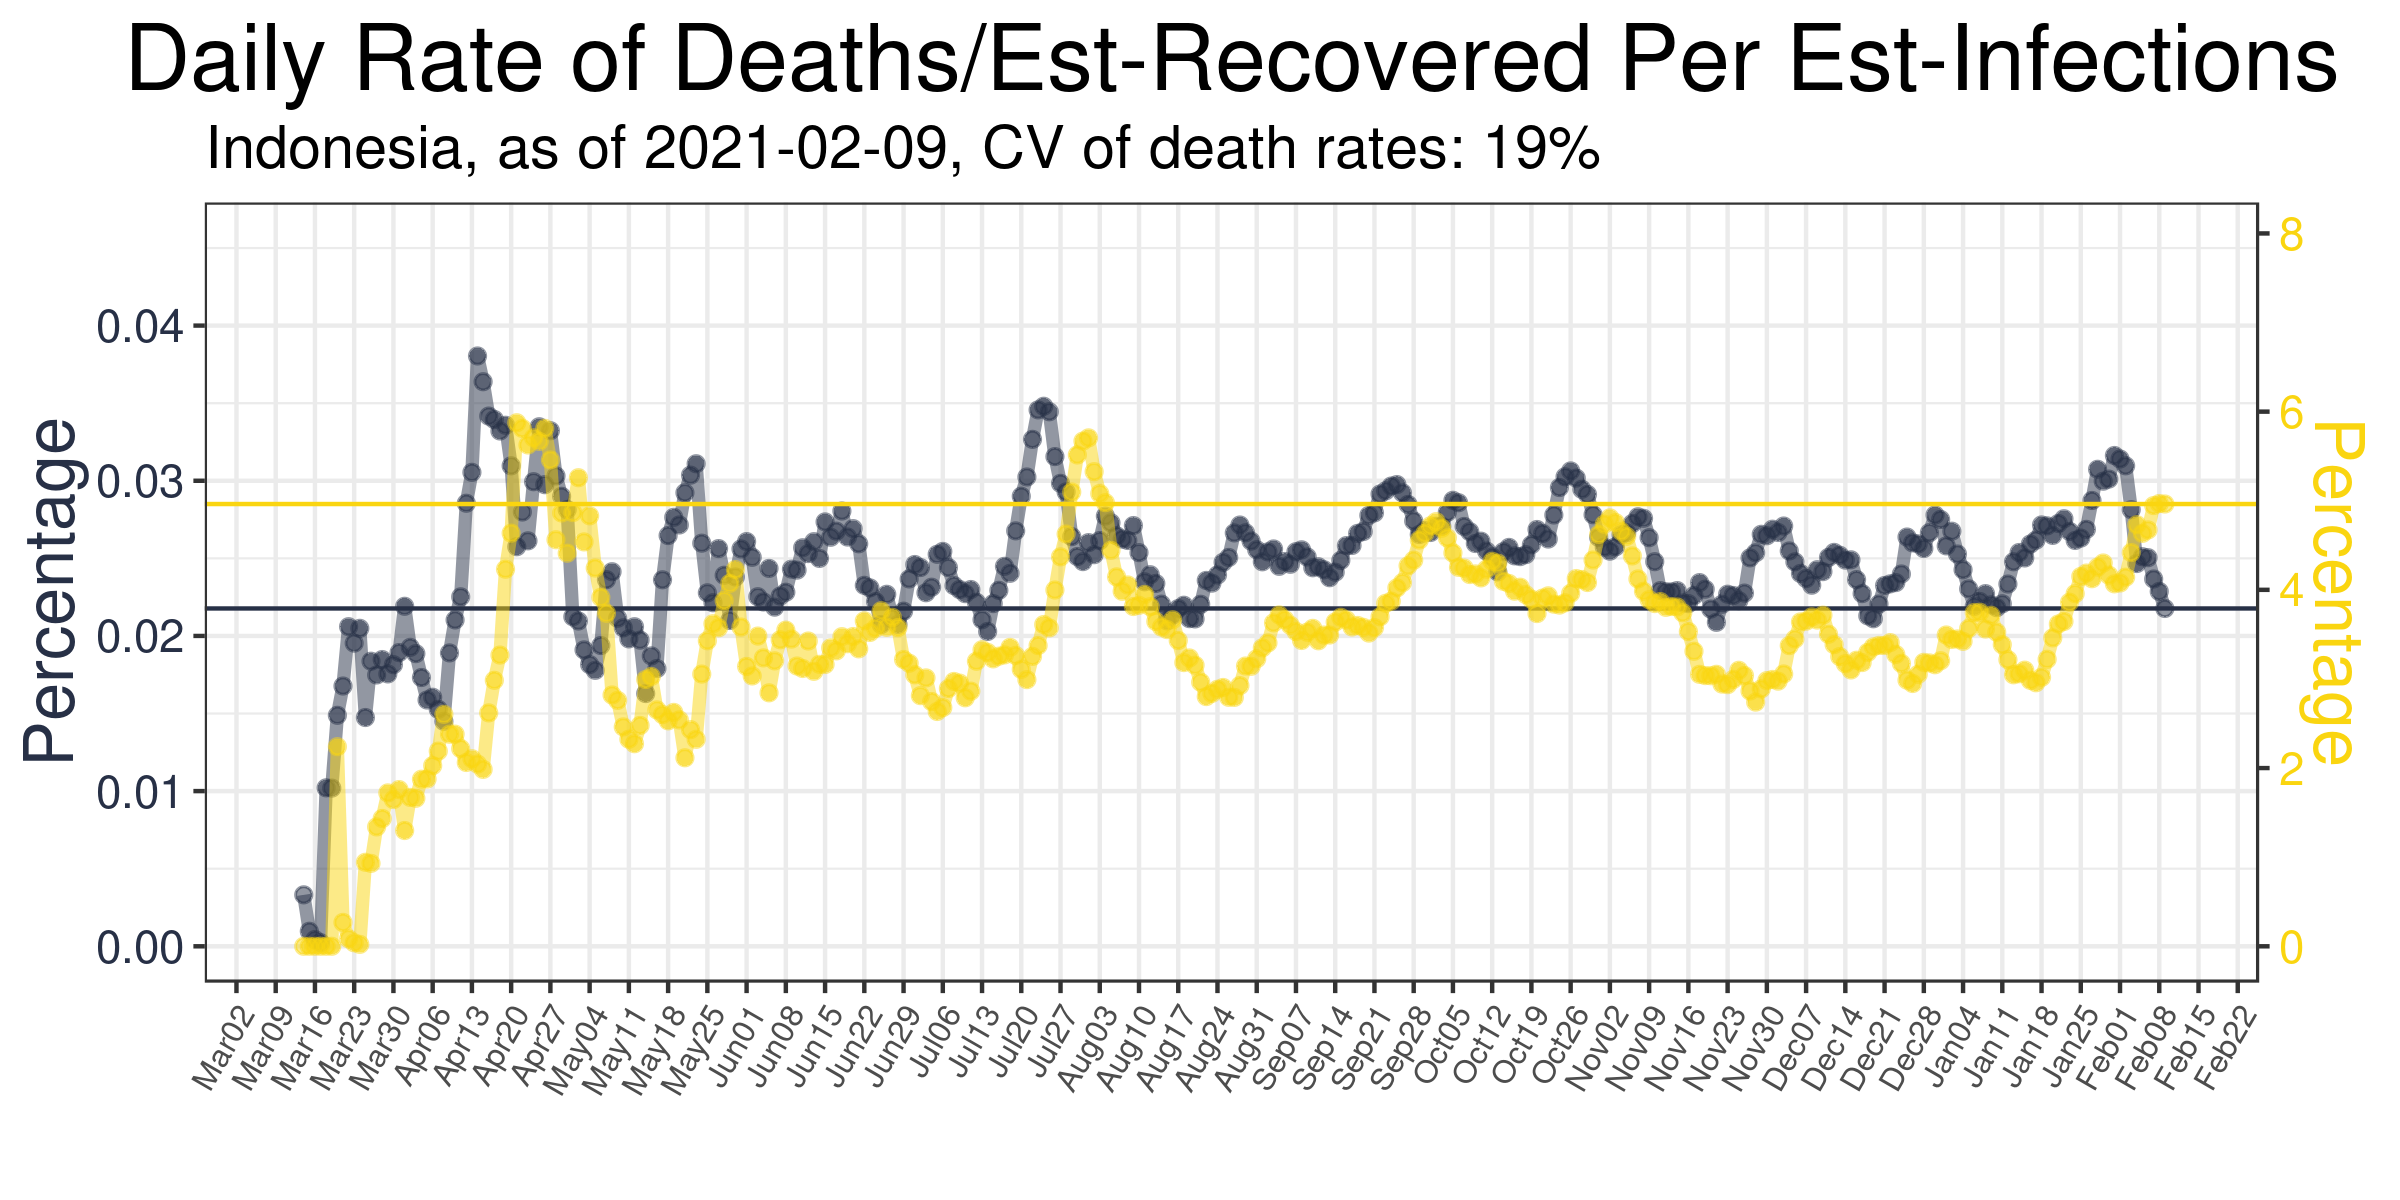 Daily Rate of Deaths/Est-Recovered Per Est-Infections
Indonesia, as of 2021-02-09, CV of death rates: 19%
Percentage
0.04
0.03
0.02
0.01
0.00
8
6
4
2
0
Percentage
Mar02 Mar09 Mar16 Mar23 Mar30 Apr06 Apr13 Apr20 Apr27 May04 May11 May18 May25 Jun01 Jun08 Jun15 Jun22 Jun29 Jul06 Jul13 Jul20 Jul27 Aug03 Aug10 Aug17 Aug24 Aug31 Sep07 Sep14 Sep21 Sep28 Oct05 Oct12 Oct19 Oct26 Nov02 Nov09 Nov16 Nov23 Nov30 Dec07 Dec14 Dec21 Dec28 Jan04 Jan11 Jan18 Jan25 Feb01 Feb08 Feb15 Feb22